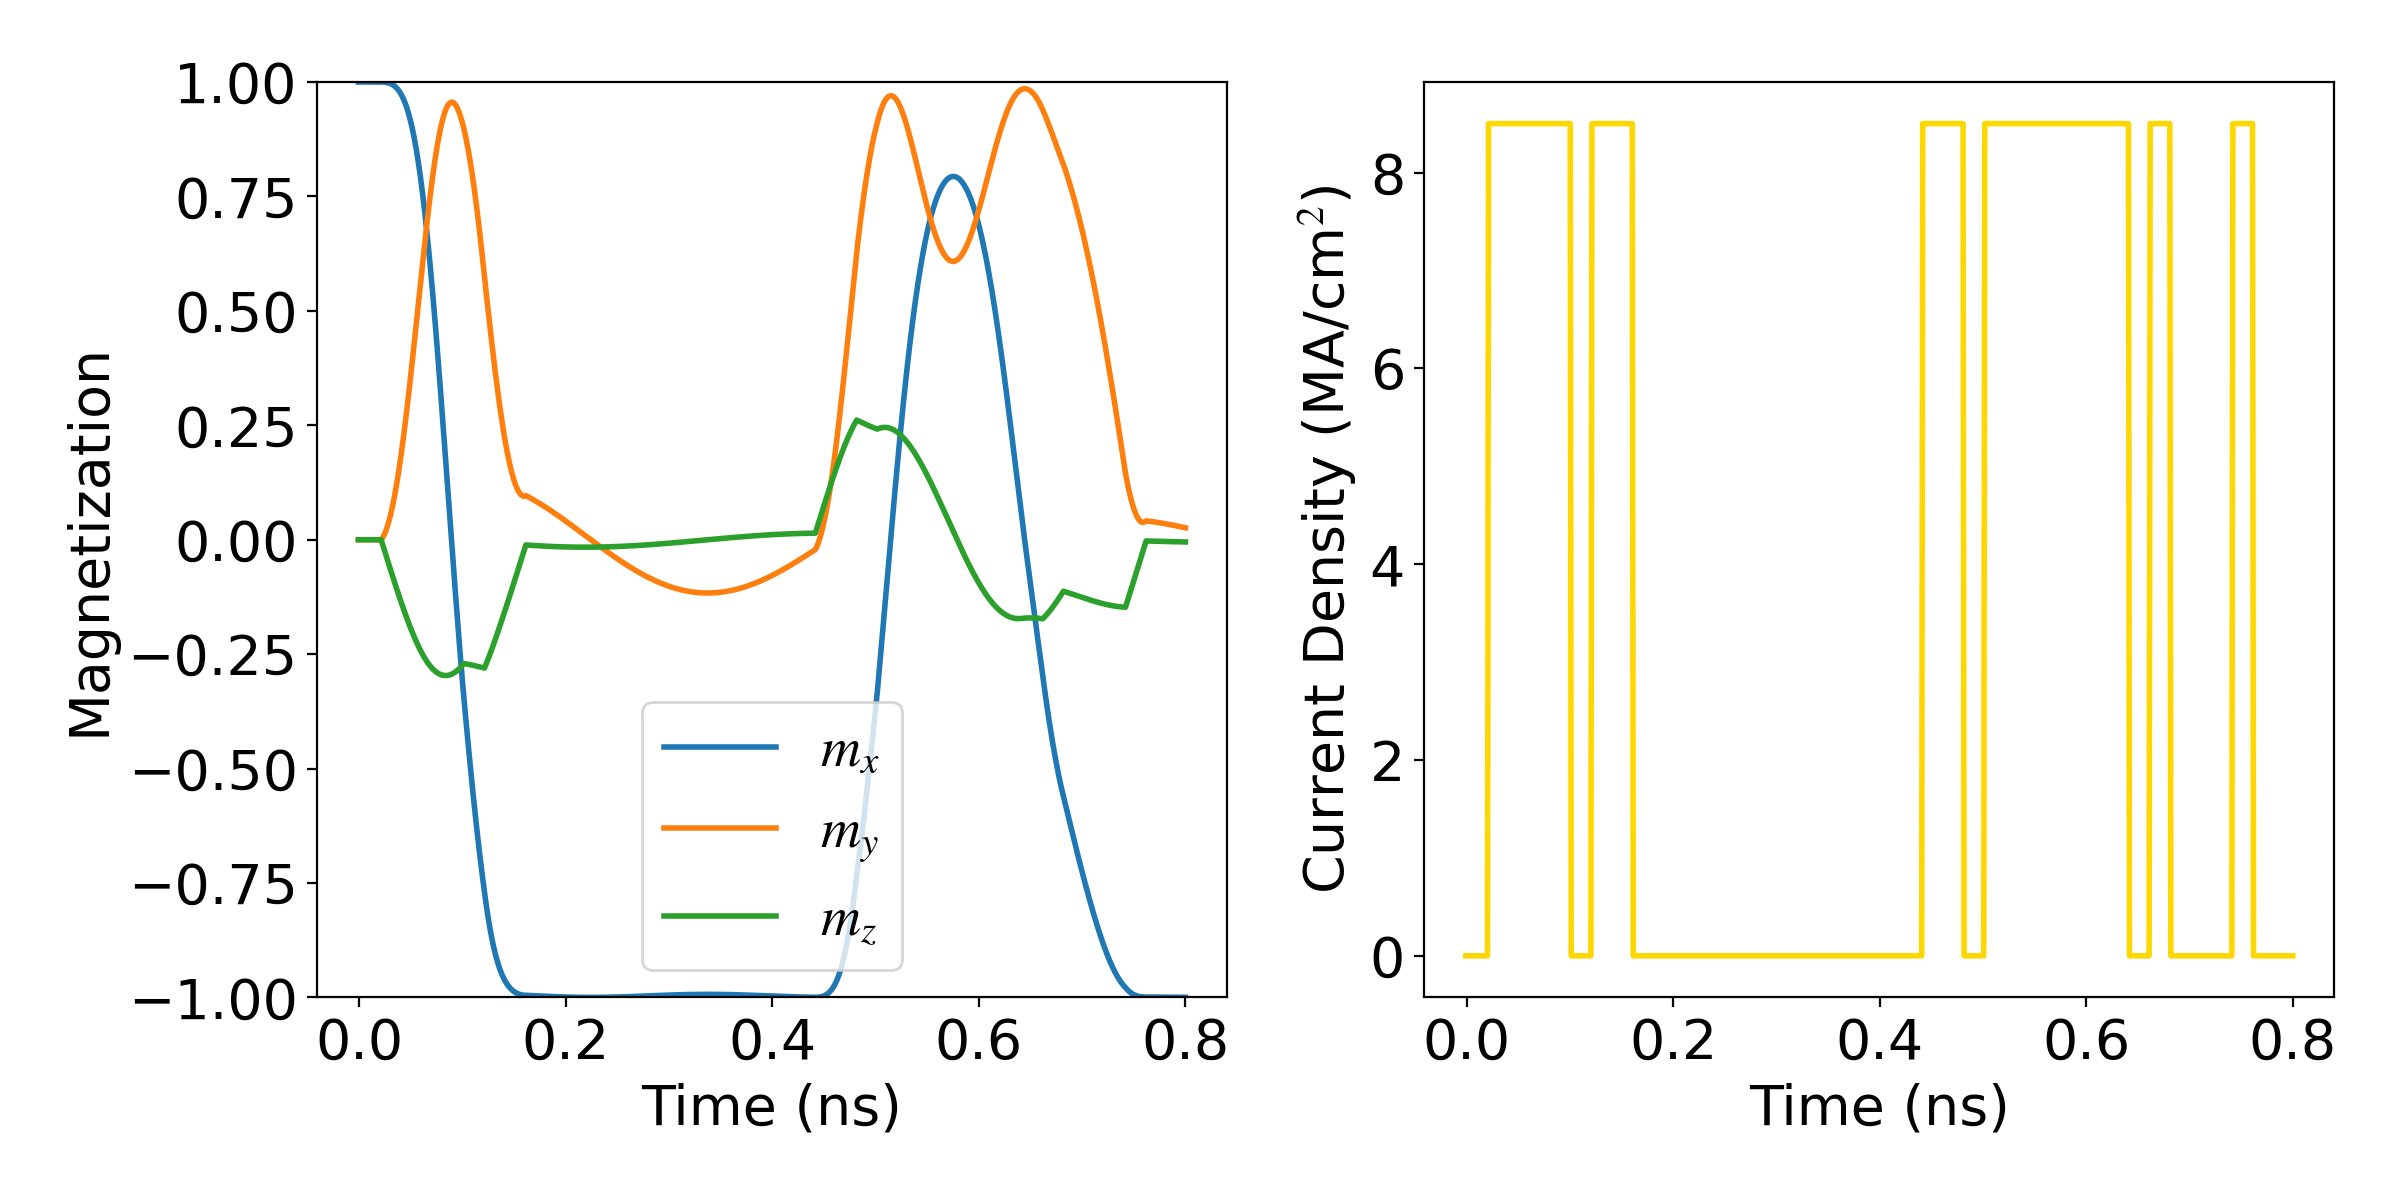 1.00
0.75
0.50
0.25
0.00
−0.25
−0.50
−0.75
−1.00
Magnetization
m_x
m_y
m_z
0.0 0.2 0.4 0.6 0.8
Time (ns)
8
6
4
2
0
Current Density (MA/cm²)
0.0 0.2 0.4 0.6 0.8
Time (ns)